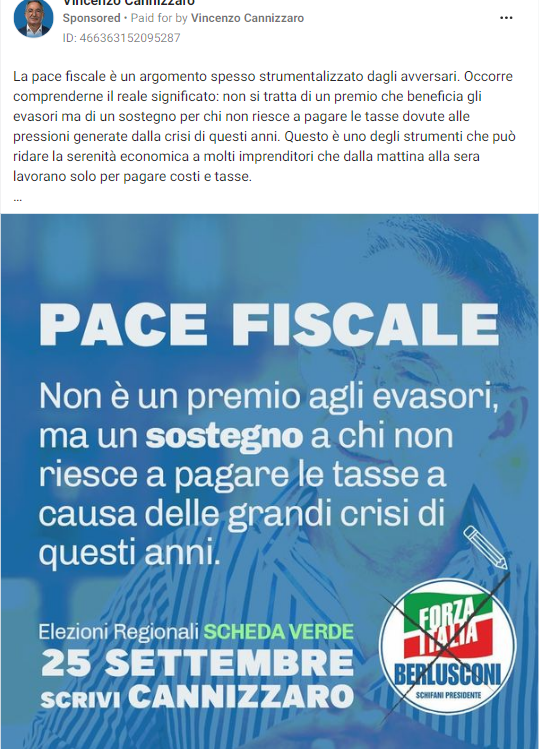 Vincenzo Cannizzaro
Sponsored • Paid for by Vincenzo Cannizzaro
ID: 466363152095287
La pace fiscale è un argomento spesso strumentalizzato dagli avversari. Occorre
comprenderne il reale significato: non si tratta di un premio che beneficia gli
evasori ma di un sostegno per chi non riesce a pagare le tasse dovute alle
pressioni generate dalla crisi di questi anni. Questo è uno degli strumenti che può
ridare la serenità economica a molti imprenditori che dalla mattina alla sera
lavorano solo per pagare costi e tasse.
...
PACE FISCALE
Non è un premio agli evasori,
ma un sostegno a chi non
riesce a pagare le tasse a
causa delle grandi crisi di
questi anni.
Elezioni Regionali SCHEDA VERDE
25 SETTEMBRE
SCRIVI CANNIZZARO
FORZA
ITALIA
BERLUSCONI
SCHIFANI PRESIDENTE